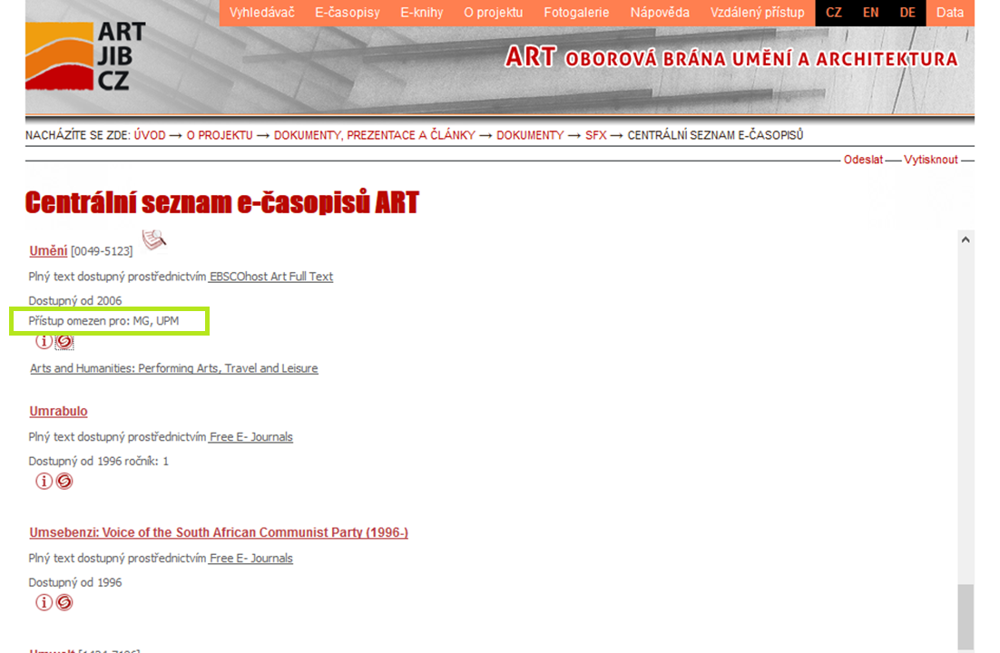 Vyhledávač E-časopisy E-knihy O projektu Fotogalerie Nápověda Vzdálený přístup CZ EN DE Data
ART
JIB
CZ
ART OBOROVÁ BRÁNA UMĚNÍ A ARCHITEKTURA
NACHÁZÍTE SE ZDE: ÚVOD → O PROJEKTU → DOKUMENTY, PREZENTACE A ČLÁNKY → DOKUMENTY → SFX → CENTRÁLNÍ SEZNAM E-ČASOPISŮ
Odeslat Vytisknout
Centrální seznam e-časopisů ART
Umění [0049-5123]
Plný text dostupný prostřednictvím EBSCOhost Art Full Text
Dostupný od 2006
Přístup omezen pro: MG, UPM
Arts and Humanities: Performing Arts, Travel and Leisure
Umrabulo
Plný text dostupný prostřednictvím Free E- Journals
Dostupný od 1996 ročník: 1
Umsebenzi: Voice of the South African Communist Party (1996-)
Plný text dostupný prostřednictvím Free E- Journals
Dostupný od 1996